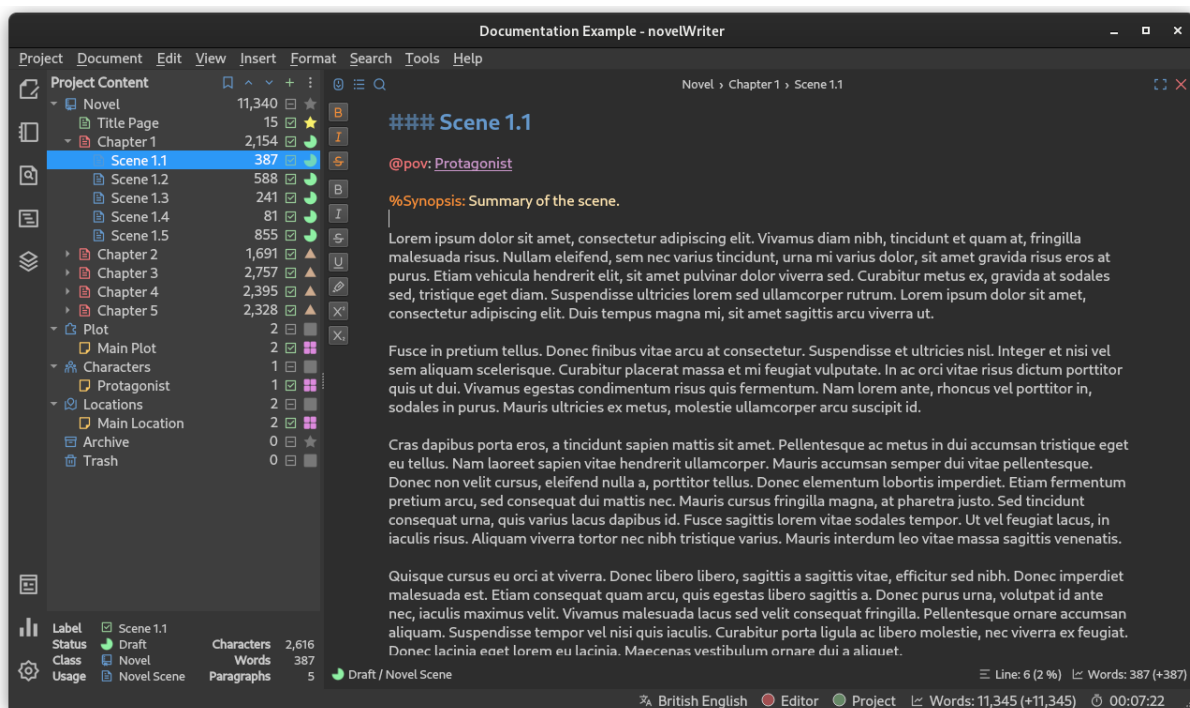 Documentation Example - novelWriter
Project Document Edit View Insert Format Search Tools Help
Project Content
Novel 11,340
Title Page 15
Chapter 1 2,154
Scene 1.1 387
Scene 1.2 588
Scene 1.3 241
Scene 1.4 81
Scene 1.5 855
Chapter 2 1,691
Chapter 3 2,757
Chapter 4 2,395
Chapter 5 2,328
Plot 2
Main Plot 2
Characters 1
Protagonist 1
Locations 2
Main Location 2
Archive 0
Trash 0
Label Scene 1.1
Status Draft Characters 2,616
Class Novel Words 387
Usage Novel Scene Paragraphs 5
Novel › Chapter 1 › Scene 1.1
B
I
S
B
I
S
U
X²
X₂
### Scene 1.1
@pov: Protagonist
%Synopsis: Summary of the scene.
Lorem ipsum dolor sit amet, consectetur adipiscing elit. Vivamus diam nibh, tincidunt et quam at, fringilla
malesuada risus. Nullam eleifend, sem nec varius tincidunt, urna mi varius dolor, sit amet gravida risus eros at
purus. Etiam vehicula hendrerit elit, sit amet pulvinar dolor viverra sed. Curabitur metus ex, gravida at sodales
sed, tristique eget diam. Suspendisse ultricies lorem sed ullamcorper rutrum. Lorem ipsum dolor sit amet,
consectetur adipiscing elit. Duis tempus magna mi, sit amet sagittis arcu viverra ut.
Fusce in pretium tellus. Donec finibus vitae arcu at consectetur. Suspendisse et ultricies nisl. Integer et nisi vel
sem aliquam scelerisque. Curabitur placerat massa et mi feugiat vulputate. In ac orci vitae risus dictum porttitor
quis ut dui. Vivamus egestas condimentum risus quis fermentum. Nam lorem ante, rhoncus vel porttitor in,
sodales in purus. Mauris ultricies ex metus, molestie ullamcorper arcu suscipit id.
Cras dapibus porta eros, a tincidunt sapien mattis sit amet. Pellentesque ac metus in dui accumsan tristique eget
eu tellus. Nam laoreet sapien vitae hendrerit ullamcorper. Mauris accumsan semper dui vitae pellentesque.
Donec non velit cursus, eleifend nulla a, porttitor tellus. Donec elementum lobortis imperdiet. Etiam fermentum
pretium arcu, sed consequat dui mattis nec. Mauris cursus fringilla magna, at pharetra justo. Sed tincidunt
consequat urna, quis varius lacus dapibus id. Fusce sagittis lorem vitae sodales tempor. Ut vel feugiat lacus, in
iaculis risus. Aliquam viverra tortor nec nibh tristique varius. Mauris interdum leo vitae massa sagittis venenatis.
Quisque cursus eu orci at viverra. Donec libero libero, sagittis a sagittis vitae, efficitur sed nibh. Donec imperdiet
malesuada est. Etiam consequat quam arcu, quis egestas libero sagittis a. Donec purus urna, volutpat id ante
nec, iaculis maximus velit. Vivamus malesuada lacus sed velit consequat fringilla. Pellentesque ornare accumsan
aliquam. Suspendisse tempor vel nisi quis iaculis. Curabitur porta ligula ac libero molestie, nec viverra ex feugiat.
Donec lacinia eget lorem eu lacinia. Maecenas vestibulum ornare dui a aliquet.
Draft / Novel Scene Line: 6 (2 %) Words: 387 (+387)
British English Editor Project Words: 11,345 (+11,345) 00:07:22